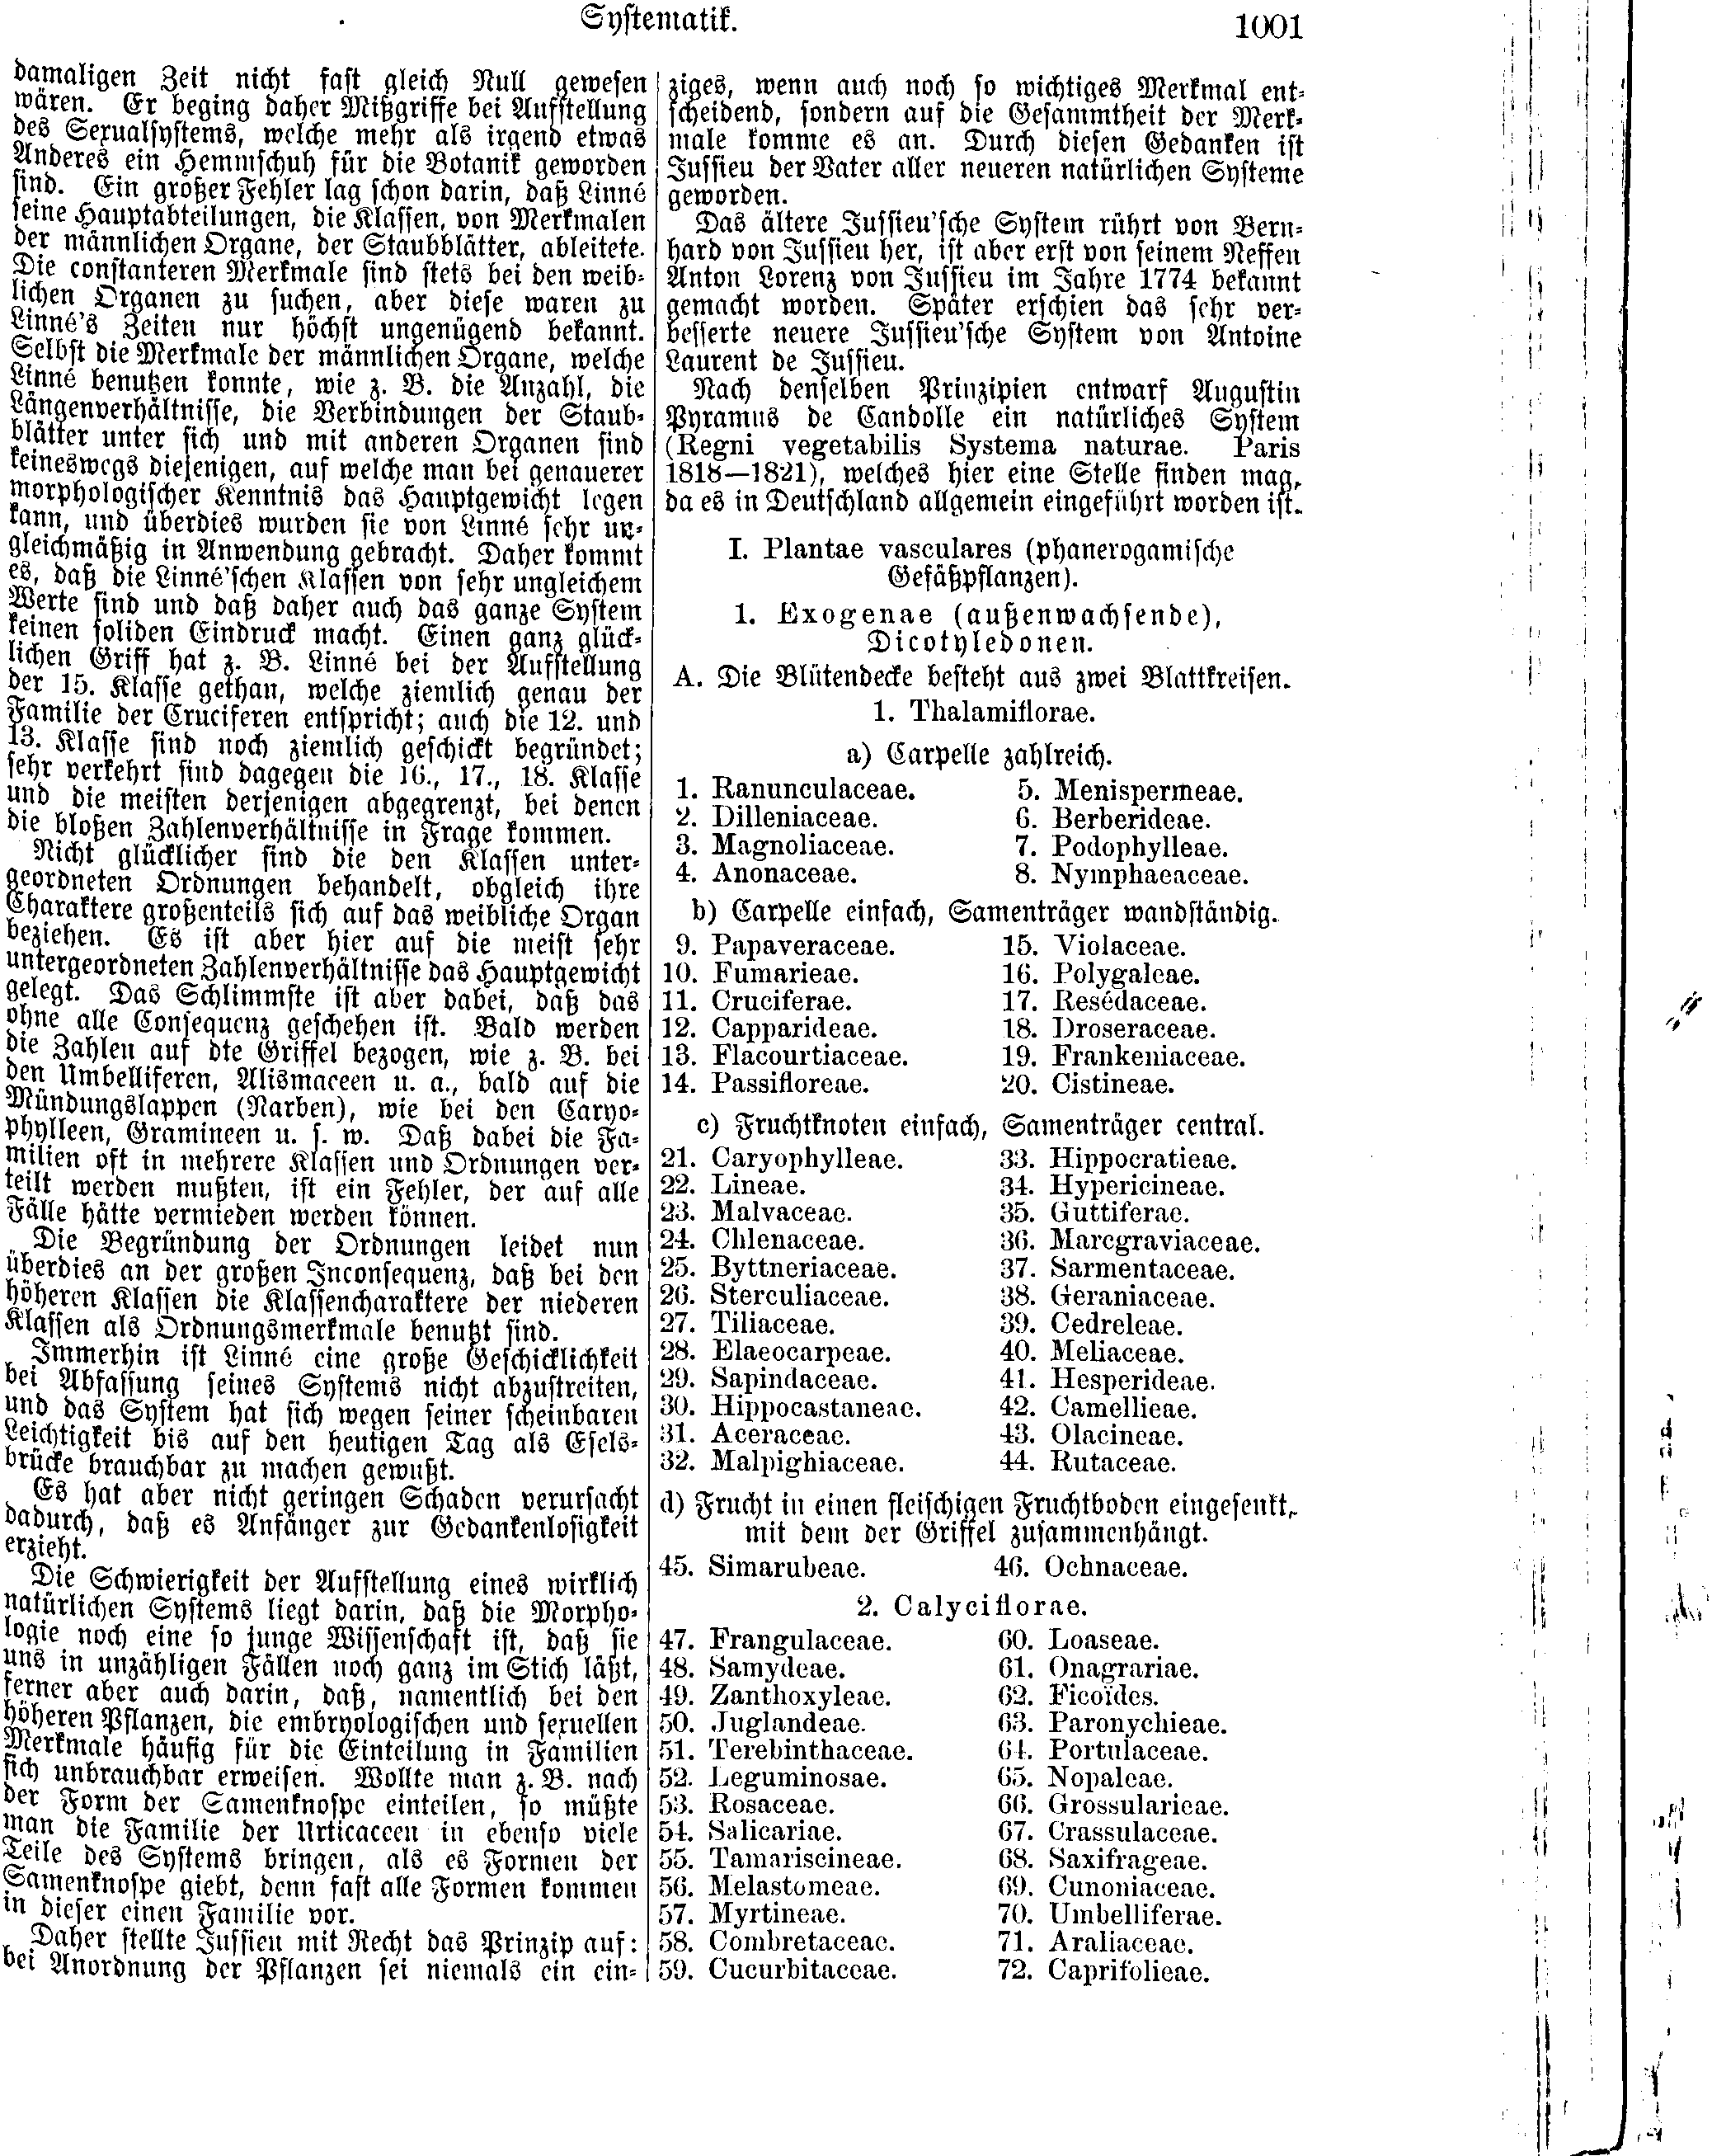 Systematik.
1001
damaligen Zeit nicht fast gleich Null gewesen
wären. Er beging daher Mißgriffe bei Aufstellung
des Sexualsystems, welche mehr als irgend etwas
Anderes ein Hemmschuh für die Botanik geworden
sind. Ein großer Fehler lag schon darin, daß Linné
seine Hauptabteilungen, die Klassen, von Merkmalen
der männlichen Organe, der Staubblätter, ableitete.
Die constanteren Merkmale sind stets bei den weib-
lichen Organen zu suchen, aber diese waren zu
Linné's Zeiten nur höchst ungenügend bekannt.
Selbst die Merkmale der männlichen Organe, welche
Linné benutzen konnte, wie z. B. die Anzahl, die
Längenverhältnisse, die Verbindungen der Staub-
blätter unter sich und mit anderen Organen sind
keineswegs diejenigen, auf welche man bei genauerer
morphologischer Kenntnis das Hauptgewicht legen
kann, und überdies wurden sie von Linné sehr un-
gleichmäßig in Anwendung gebracht. Daher kommt
es, daß die Linné'schen Klassen von sehr ungleichem
Werte sind und daß daher auch das ganze System
keinen soliden Eindruck macht. Einen ganz glück-
lichen Griff hat z. B. Linné bei der Aufstellung
der 15. Klasse gethan, welche ziemlich genau der
Familie der Cruciferen entspricht; auch die 12. und
13. Klasse sind noch ziemlich geschickt begründet;
sehr verkehrt sind dagegen die 16., 17., 18. Klasse
und die meisten derjenigen abgegrenzt, bei denen
die bloßen Zahlenverhältnisse in Frage kommen.
Nicht glücklicher sind die den Klassen unter-
geordneten Ordnungen behandelt, obgleich ihre
Charaktere großenteils sich auf das weibliche Organ
beziehen. Es ist aber hier auf die meist sehr
untergeordneten Zahlenverhältnisse das Hauptgewicht
gelegt. Das Schlimmste ist aber dabei, daß das
ohne alle Consequenz geschehen ist. Bald werden
die Zahlen auf dte Griffel bezogen, wie z. B. bei
den Umbelliferen, Alismaceen u. a., bald auf die
Mündungslappen (Narben), wie bei den Caryo-
phylleen, Gramineen u. s. w. Daß dabei die Fa-
milien oft in mehrere Klassen und Ordnungen ver-
teilt werden mußten, ist ein Fehler, der auf alle
Fälle hätte vermieden werden können.
Die Begründung der Ordnungen leidet nun
überdies an der großen Inconsequenz, daß bei den
höheren Klassen die Klassencharaktere der niederen
Klassen als Ordnungsmerkmale benutzt sind.
Immerhin ist Linné eine große Geschicklichkeit
bei Abfassung seines Systems nicht abzustreiten,
und das System hat sich wegen seiner scheinbaren
Leichtigkeit bis auf den heutigen Tag als Esels-
brücke brauchbar zu machen gewußt.
Es hat aber nicht geringen Schaden verursacht
dadurch, daß es Anfänger zur Gedankenlosigkeit
erzieht.
Die Schwierigkeit der Aufstellung eines wirklich
natürlichen Systems liegt darin, daß die Morpho-
logie noch eine so junge Wissenschaft ist, daß sie
uns in unzähligen Fällen noch ganz im Stich läßt,
ferner aber auch darin, daß, namentlich bei den
höheren Pflanzen, die embryologischen und sexuellen
Merkmale häufig für die Einteilung in Familien
sich unbrauchbar erweisen. Wollte man z. B. nach
der Form der Samenknospe einteilen, so müßte
man die Familie der Urticaceen in ebenso viele
Teile des Systems bringen, als es Formen der
Samenknospe giebt, denn fast alle Formen kommen
in dieser einen Familie vor.
Daher stellte Jussieu mit Recht das Prinzip auf:
bei Anordnung der Pflanzen sei niemals ein ein-
ziges, wenn auch noch so wichtiges Merkmal ent-
scheidend, sondern auf die Gesammtheit der Merk-
male komme es an. Durch diesen Gedanken ist
Jussieu der Vater aller neueren natürlichen Systeme
geworden.
Das ältere Jussieu'sche System rührt von Bern-
hard von Jussieu her, ist aber erst von seinem Neffen
Anton Lorenz von Jussieu im Jahre 1774 bekannt
gemacht worden. Später erschien das sehr ver-
besserte neuere Jussieu'sche System von Antoine
Laurent de Jussieu.
Nach denselben Prinzipien entwarf Augustin
Pyramus de Candolle ein natürliches System
(Regni vegetabilis Systema naturae. Paris
1818—1821), welches hier eine Stelle finden mag,
da es in Deutschland allgemein eingeführt worden ist.
I. Plantae vasculares (phanerogamische
Gefäßpflanzen).
1. Exogenae (außenwachsende),
Dicotyledonen.
A. Die Blütendecke besteht aus zwei Blattkreisen.
1. Thalamiflorae.
a) Carpelle zahlreich.
1. Ranunculaceae. 5. Menispermeae.
2. Dilleniaceae. 6. Berberideae.
3. Magnoliaceae. 7. Podophylleae.
4. Anonaceae. 8. Nymphaeaceae.
b) Carpelle einfach, Samenträger wandständig.
9. Papaveraceae. 15. Violaceae.
10. Fumarieae. 16. Polygaleae.
11. Cruciferae. 17. Resédaceae.
12. Capparideae. 18. Droseraceae.
13. Flacourtiaceae. 19. Frankeniaceae.
14. Passifloreae. 20. Cistineae.
c) Fruchtknoten einfach, Samenträger central.
21. Caryophylleae. 33. Hippocratieae.
22. Lineae. 34. Hypericineae.
23. Malvaceae. 35. Guttiferae.
24. Chlenaceae. 36. Marcgraviaceae.
25. Byttneriaceae. 37. Sarmentaceae.
26. Sterculiaceae. 38. Geraniaceae.
27. Tiliaceae. 39. Cedreleae.
28. Elaeocarpeae. 40. Meliaceae.
29. Sapindaceae. 41. Hesperideae.
30. Hippocastaneae. 42. Camellieae.
31. Aceraceae. 43. Olacineae.
32. Malpighiaceae. 44. Rutaceae.
d) Frucht in einen fleischigen Fruchtboden eingesenkt,
mit dem der Griffel zusammenhängt.
45. Simarubeae. 46. Ochnaceae.
2. Calyciflorae.
47. Frangulaceae. 60. Loaseae.
48. Samydeae. 61. Onagrariae.
49. Zanthoxyleae. 62. Ficoïdes.
50. Juglandeae. 63. Paronychieae.
51. Terebinthaceae. 64. Portulaceae.
52. Leguminosae. 65. Nopaleae.
53. Rosaceae. 66. Grossularieae.
54. Salicariae. 67. Crassulaceae.
55. Tamariscineae. 68. Saxifrageae.
56. Melastomeae. 69. Cunoniaceae.
57. Myrtineae. 70. Umbelliferae.
58. Combretaceae. 71. Araliaceae.
59. Cucurbitaceae. 72. Caprifolieae.